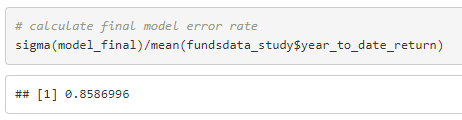 # calculate final model error rate
sigma(model_final)/mean(fundsdata_study$year_to_date_return)
## [1] 0.8586996